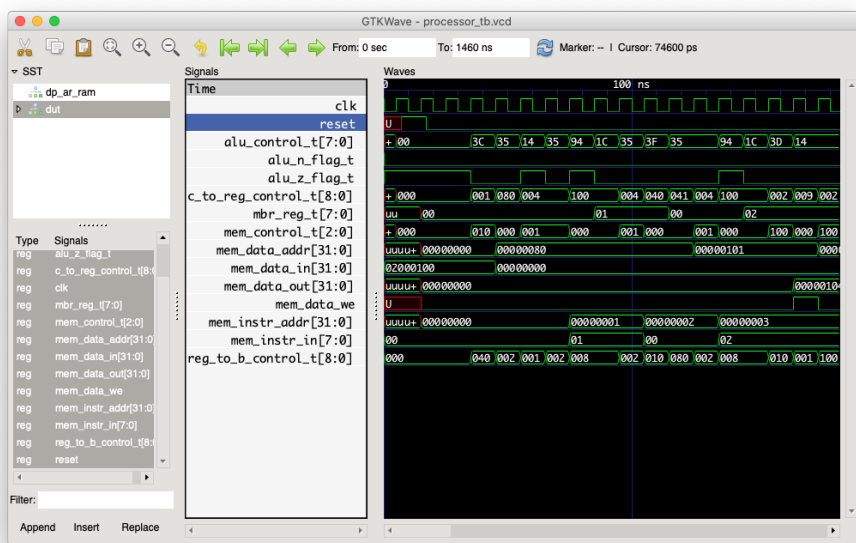 GTKWave - processor_tb.vcd
From: 0 sec To: 1460 ns Marker: -- | Cursor: 74600 ps
SST
dp_ar_ram
dut
Type Signals
reg alu_z_flag_t
reg c_to_reg_control_t[8:0
reg clk
reg mbr_reg_t[7:0]
reg mem_control_t[2:0]
reg mem_data_addr[31:0]
reg mem_data_in[31:0]
reg mem_data_out[31:0]
reg mem_data_we
reg mem_instr_addr[31:0]
reg mem_instr_in[7:0]
reg reg_to_b_control_t[8:
reg reset
Filter:
Append Insert Replace
Signals
Time
clk
reset
alu_control_t[7:0]
alu_n_flag_t
alu_z_flag_t
c_to_reg_control_t[8:0]
mbr_reg_t[7:0]
mem_control_t[2:0]
mem_data_addr[31:0]
mem_data_in[31:0]
mem_data_out[31:0]
mem_data_we
mem_instr_addr[31:0]
mem_instr_in[7:0]
reg_to_b_control_t[8:0]
Waves
0 100 ns
U
+ 00 3C 35 14 35 94 1C 35 3F 35 94 1C 3D 14
+ 000 001 080 004 100 004 040 041 004 100 002 009 002
uu 00 01 00 02
+ 000 010 000 001 000 001 000 001 000 100 000 100
uuuu+ 00000000 00000080 00000101 0000
02000100 00000000
uuuu+ 00000000 00000104
U
uuuu+ 00000000 00000001 00000002 00000003
00 01 00 02
000 040 002 001 002 008 002 010 080 002 008 010 001 100